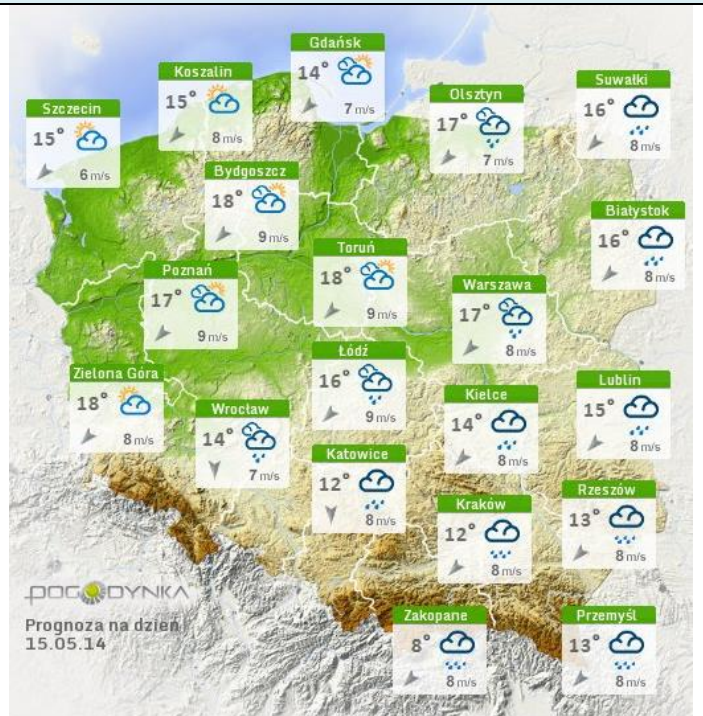 Gdańsk
14°
7 m/s
Koszalin
15°
8 m/s
Szczecin
15°
6 m/s
Olsztyn
17°
7 m/s
Suwałki
16°
8 m/s
Bydgoszcz
18°
9 m/s
Białystok
16°
8 m/s
Toruń
18°
9 m/s
Poznań
17°
9 m/s
Warszawa
17°
8 m/s
Łódź
16°
9 m/s
Zielona Góra
18°
8 m/s
Wrocław
14°
7 m/s
Kielce
14°
8 m/s
Lublin
15°
8 m/s
Katowice
12°
8 m/s
Kraków
12°
8 m/s
Rzeszów
13°
8 m/s
Zakopane
8°
8 m/s
Przemyśl
13°
8 m/s
POGODYNKA
Prognoza na dzień
15.05.14